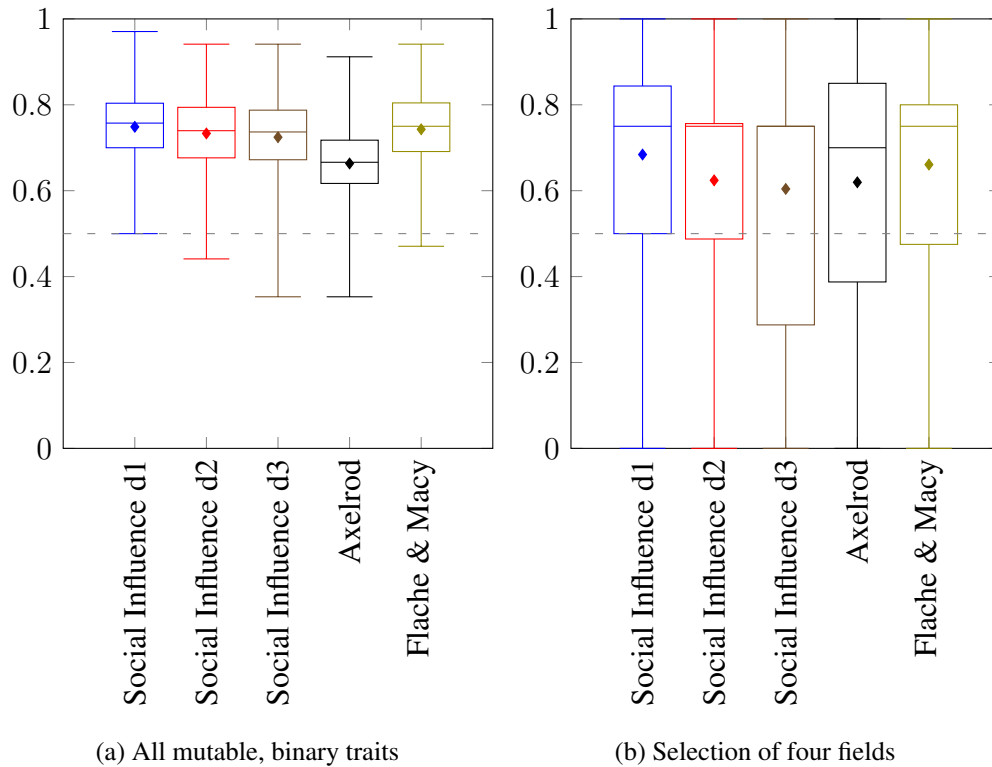 1
0.8
0.6
0.4
0.2
0
Social Influence d1
Social Influence d2
Social Influence d3
Axelrod
Flache & Macy
(a) All mutable, binary traits
1
0.8
0.6
0.4
0.2
0
Social Influence d1
Social Influence d2
Social Influence d3
Axelrod
Flache & Macy
(b) Selection of four fields